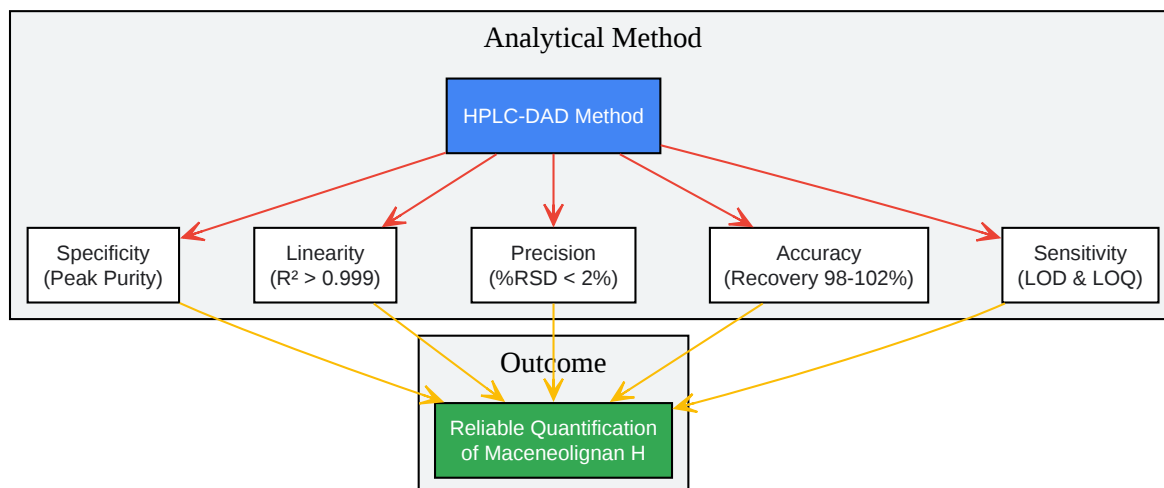 Analytical Method
HPLC-DAD Method
Specificity
(Peak Purity)
Linearity
(R² > 0.999)
Precision
(%RSD < 2%)
Accuracy
(Recovery 98-102%)
Sensitivity
(LOD & LOQ)
Outcome
Reliable Quantification
of Maceneolignan H